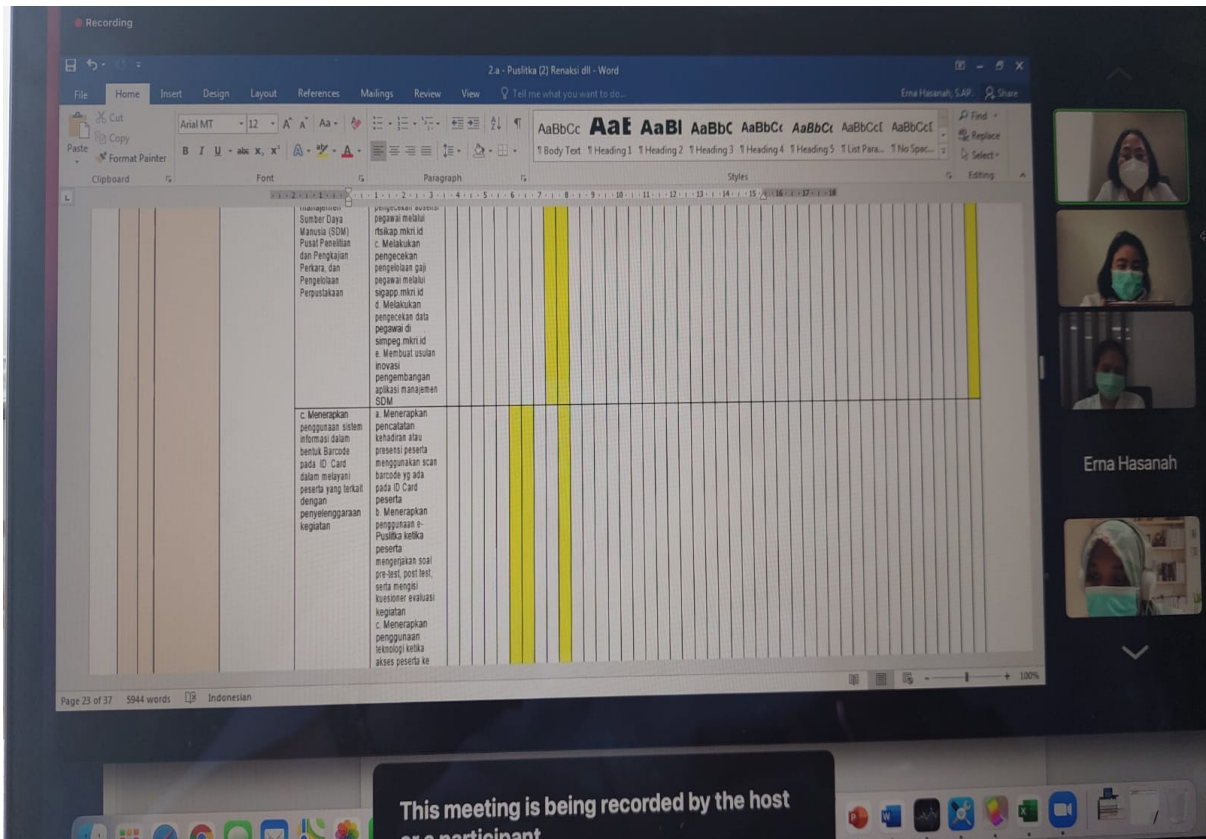 Recording
2.a - Puslitka (2) Renaksi dll - Word
File Home Insert Design Layout References Mailings Review View Tell me what you want to do... Erna Hasanah, S.AP. Share
Cut
Copy
Paste
Format Painter
Clipboard
Arial MT 12
Font
Paragraph
AaBbCc AaE AaBl AaBbC AaBbCc AaBbCc AaBbCcI AaBbCcI
¶ Body Text ¶ Heading 1 ¶ Heading 2 ¶ Heading 3 ¶ Heading 4 ¶ Heading 5 ¶ List Para... ¶ No Spac...
Styles
Find
Replace
Select
Editing
manajemen
Sumber Daya
Manusia (SDM)
Pusat Penelitian
dan Pengkajian
Perkara, dan
Pengelolaan
Perpustakaan
pengecekan absensi
pegawai melalui
rtsikap.mkri.id
c. Melakukan
pengecekan
pengelolaan gaji
pegawai melalui
sigapp.mkri.id
d. Melakukan
pengecekan data
pegawai di
simpeg.mkri.id
e. Membuat usulan
inovasi
pengembangan
aplikasi manajemen
SDM
c. Menerapkan
penggunaan sistem
informasi dalam
bentuk Barcode
pada ID Card
dalam melayani
peserta yang terkait
dengan
penyelenggaraan
kegiatan
a. Menerapkan
pencatatan
kehadiran atau
presensi peserta
menggunakan scan
barcode yg ada
pada ID Card
peserta
b. Menerapkan
penggunaan e-
Puslitka ketika
peserta
mengerjakan soal
pre-test, post test,
serta mengisi
kuesioner evaluasi
kegiatan
c. Menerapkan
penggunaan
teknologi ketika
akses peserta ke
Page 23 of 37 5944 words Indonesian
100%
Erna Hasanah
This meeting is being recorded by the host
or a participant